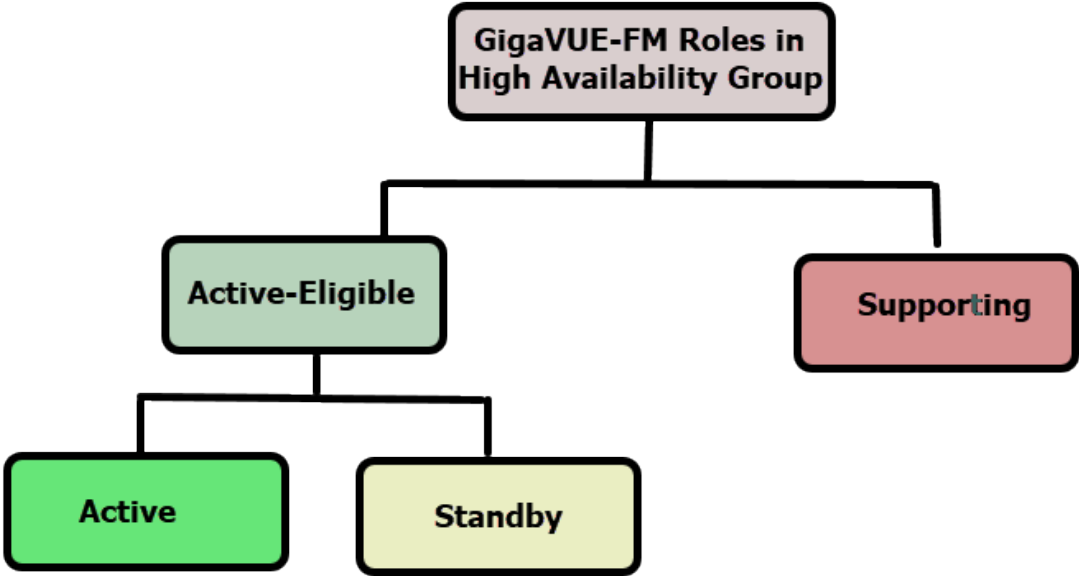 GigaVUE-FM Roles in
High Availability Group
Active-Eligible
Supporting
Active
Standby